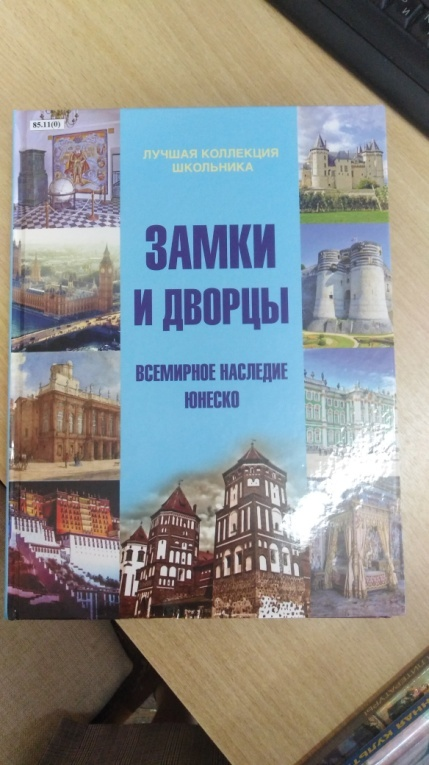 85.11(0)
ЛУЧШАЯ КОЛЛЕКЦИЯ
ШКОЛЬНИКА
ЗАМКИ
И ДВОРЦЫ
ВСЕМИРНОЕ НАСЛЕДИЕ
ЮНЕСКО